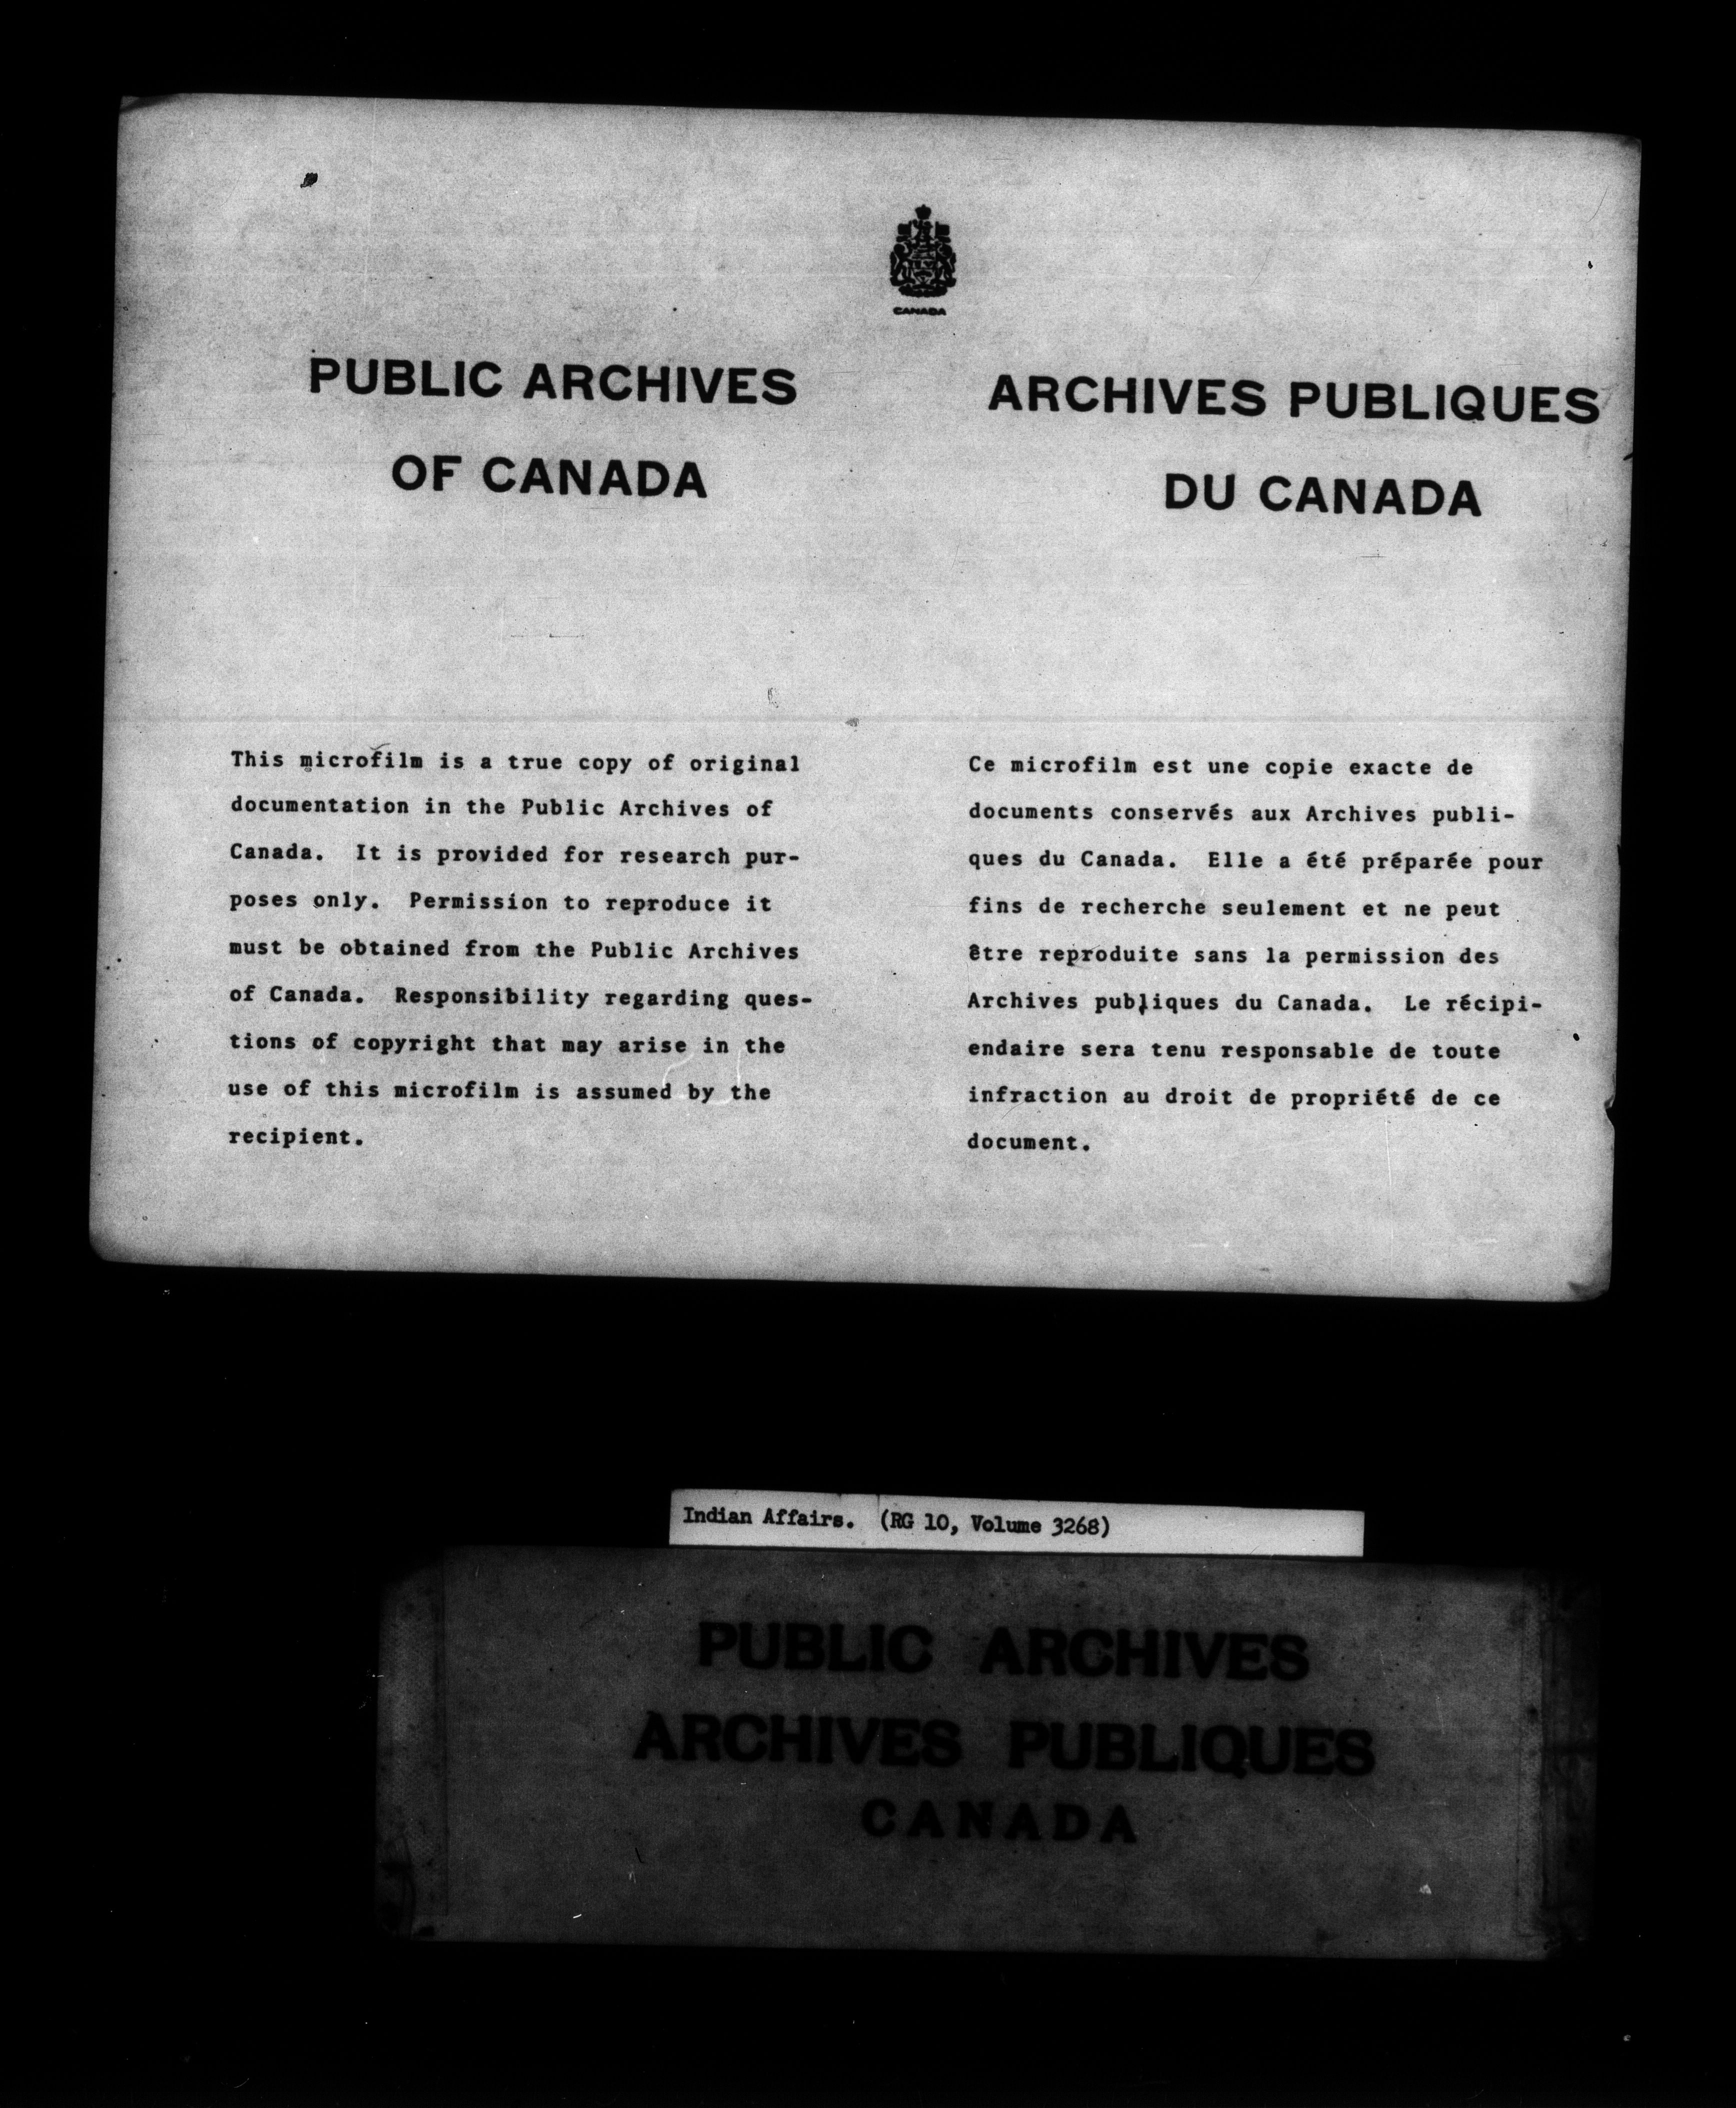 CANADA
PUBLIC ARCHIVES
OF CANADA
This microfilm is a true copy of original
documentation in the Public Archives of
Canada. It is provided for research pur-
poses only. Permission to reproduce it
must be obtained from the Public Archives
of Canada. Responsibility regarding ques-
tions of copyright that may arise in the
use of this microfilm is assumed by the
recipient.
ARCHIVES PUBLIQUES
DU CANADA
Ce microfilm est une copie exacte de
documents conservés aux Archives publi-
ques du Canada. Elle a été préparée pour
fins de recherche seulement et ne peut
être reproduite sans la permission des
Archives publiques du Canada. Le récipi-
endaire sera tenu responsable de toute
infraction au droit de propriété de ce
document.
Indian Affairs. (RG 10, Volume 3268)
PUBLIC ARCHIVES
ARCHIVES PUBLIQUES
CANADA